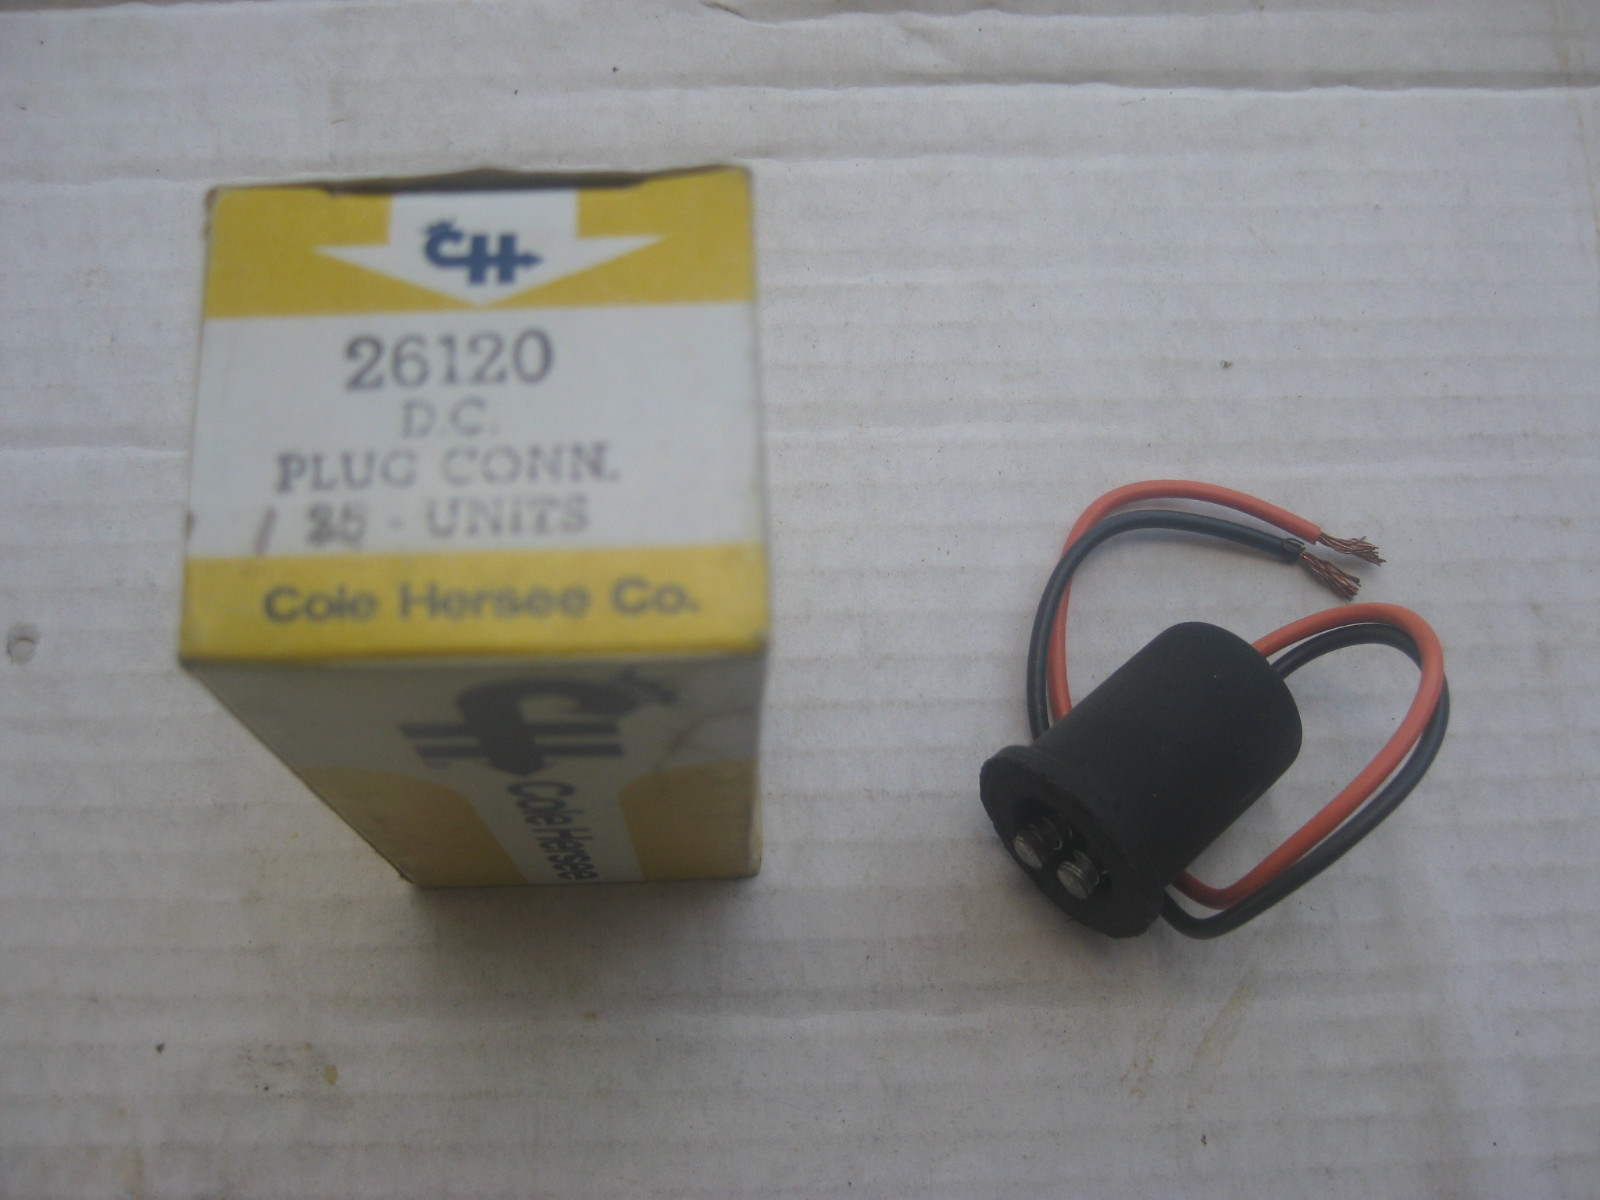 CH
26120
D.C.
PLUG CONN.
25 - UNITS
Cole Hersee Co.
CH
Cole Hersee